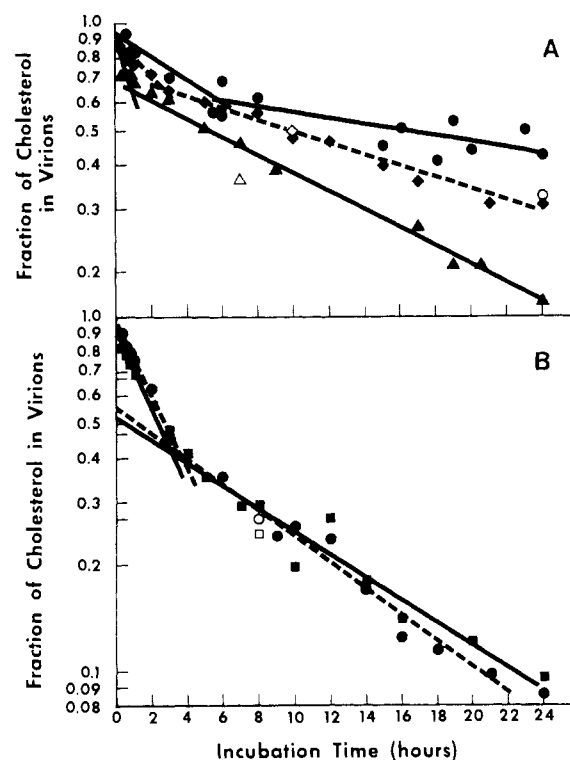 A
Fraction of Cholesterol
in Virions
1.0
0.9
0.8
0.7
0.6
0.5
0.4
0.3
0.2
1.0
B
Fraction of Cholesterol in Virions
0.9
0.8
0.7
0.5
0.4
0.3
0.2
0.1
0.09
0.08
0 2 4 6 8 10 12 14 16 18 20 22 24
Incubation Time (hours)